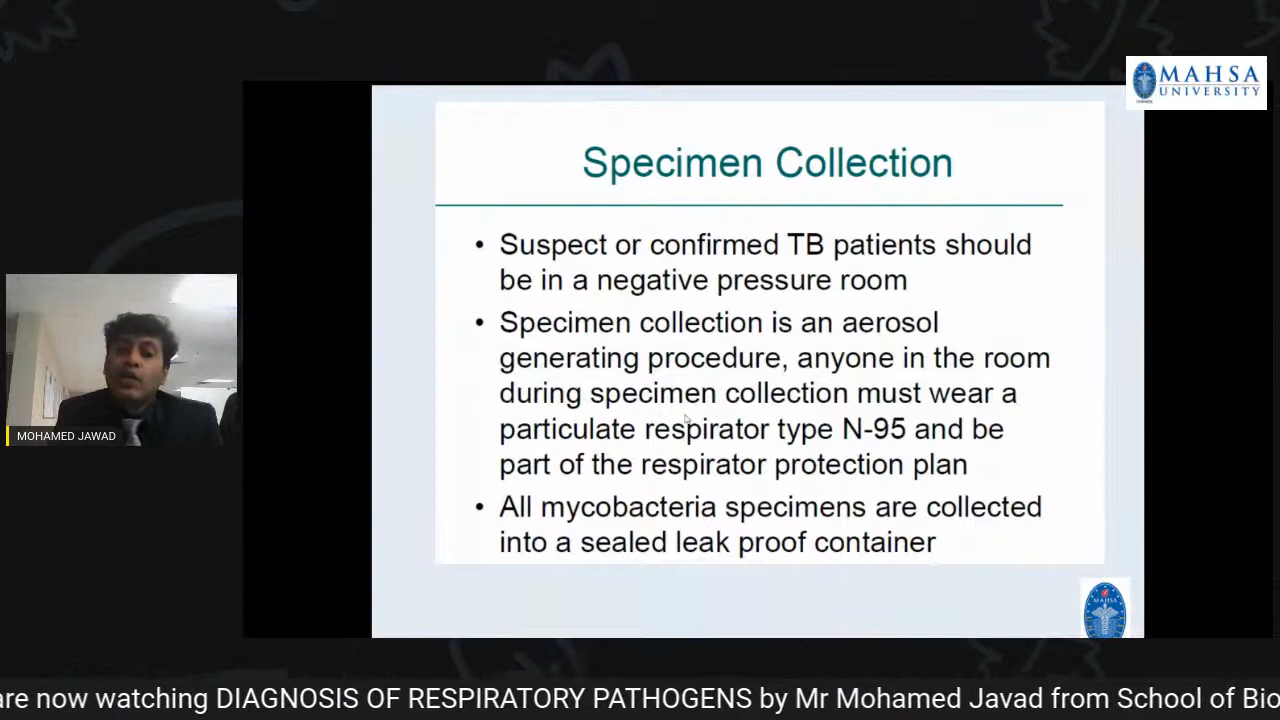 MAHSA
UNIVERSITY
Specimen Collection
• Suspect or confirmed TB patients should
be in a negative pressure room
• Specimen collection is an aerosol
generating procedure, anyone in the room
during specimen collection must wear a
particulate respirator type N-95 and be
part of the respirator protection plan
• All mycobacteria specimens are collected
into a sealed leak proof container
MOHAMED JAWAD
MAHSA
are now watching DIAGNOSIS OF RESPIRATORY PATHOGENS by Mr Mohamed Javad from School of Bio